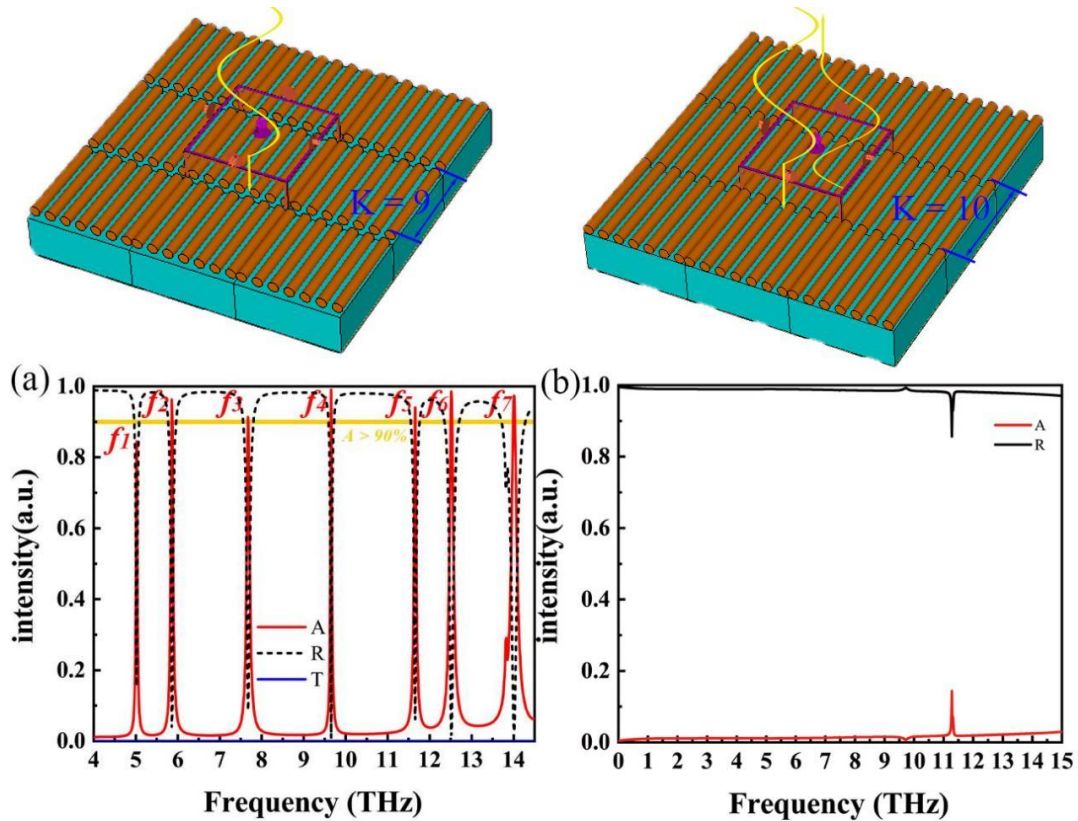 K = 9
K = 10
(a)
1.0
0.8
0.6
0.4
0.2
0.0
intensity(a.u.)
f1
f2
f3
f4
f5
f6
f7
A > 90%
A
R
T
4 5 6 7 8 9 10 11 12 13 14
Frequency (THz)
(b)
1.0
0.8
0.6
0.4
0.2
0.0
intensity(a.u.)
A
R
0 1 2 3 4 5 6 7 8 9 10 11 12 13 14 15
Frequency (THz)